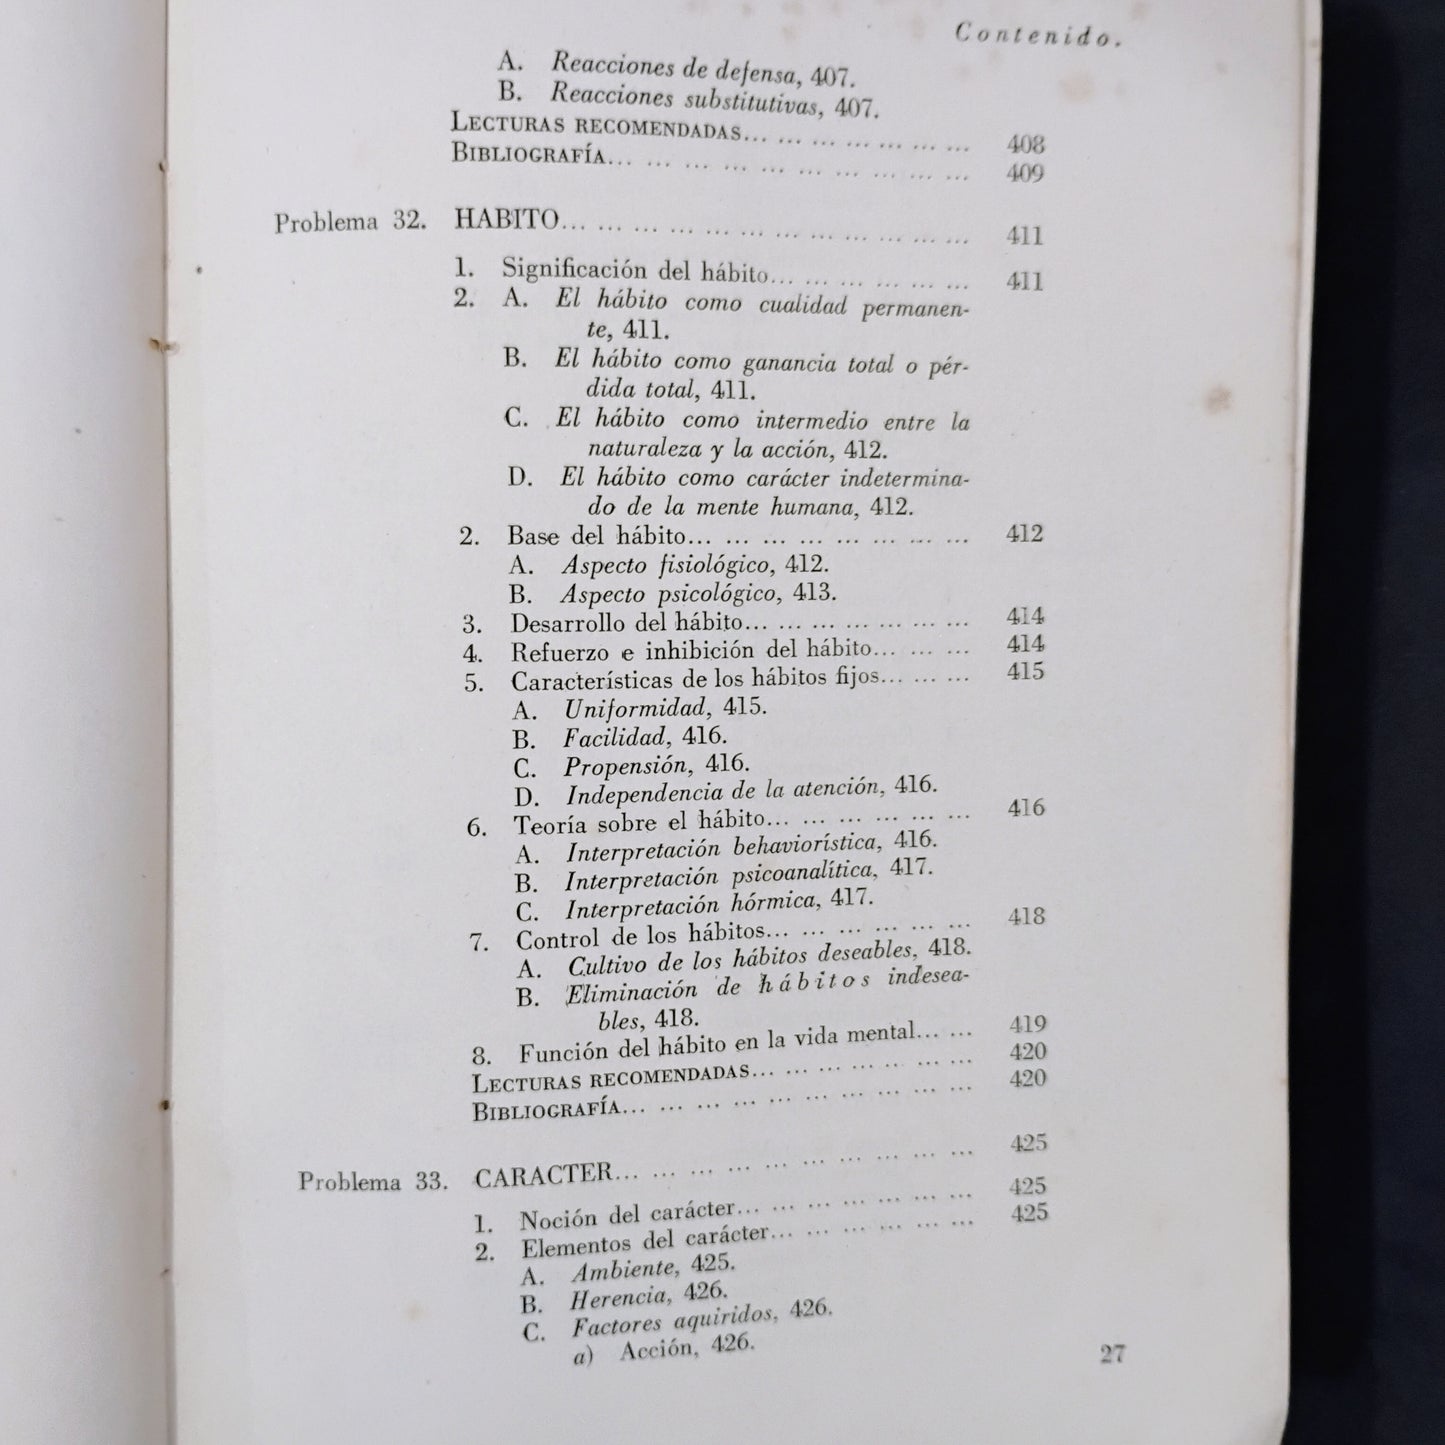 Contenido.
A. Reacciones de defensa, 407.
B. Reacciones substitutivas, 407.
LECTURAS RECOMENDADAS... ... ... ... ... ... ... 408
BIBLIOGRAFÍA... ... ... ... ... ... ... ... ... ... 409
Problema 32. HABITO... ... ... ... ... ... ... ... ... ... ... ... 411
1. Significación del hábito... ... ... ... ... ... 411
2. A. El hábito como cualidad permanen-
te, 411.
B. El hábito como ganancia total o pér-
dida total, 411.
C. El hábito como intermedio entre la
naturaleza y la acción, 412.
D. El hábito como carácter indetermina-
do de la mente humana, 412.
2. Base del hábito... ... ... ... ... ... ... ... 412
A. Aspecto fisiológico, 412.
B. Aspecto psicológico, 413.
3. Desarrollo del hábito... ... ... ... ... ... ... 414
4. Refuerzo e inhibición del hábito... ... ... 414
5. Características de los hábitos fijos... ... ... 415
A. Uniformidad, 415.
B. Facilidad, 416.
C. Propensión, 416.
D. Independencia de la atención, 416.
6. Teoría sobre el hábito... ... ... ... ... ... 416
A. Interpretación behaviorística, 416.
B. Interpretación psicoanalítica, 417.
C. Interpretación hórmica, 417.
7. Control de los hábitos... ... ... ... ... ... 418
A. Cultivo de los hábitos deseables, 418.
B. Eliminación de hábitos indesea-
bles, 418.
8. Función del hábito en la vida mental... ... 419
LECTURAS RECOMENDADAS... ... ... ... .. ... ... 420
BIBLIOGRAFÍA... ... ... ... ... ... ... ... ... ... 420
Problema 33. CARACTER... ... ... ... ... ... ... ... ... ... 425
1. Noción del carácter... ... ... ... ... ... ... 425
2. Elementos del carácter... ... ... ... ... ... 425
A. Ambiente, 425.
B. Herencia, 426.
C. Factores aquiridos, 426.
a) Acción, 426.
27